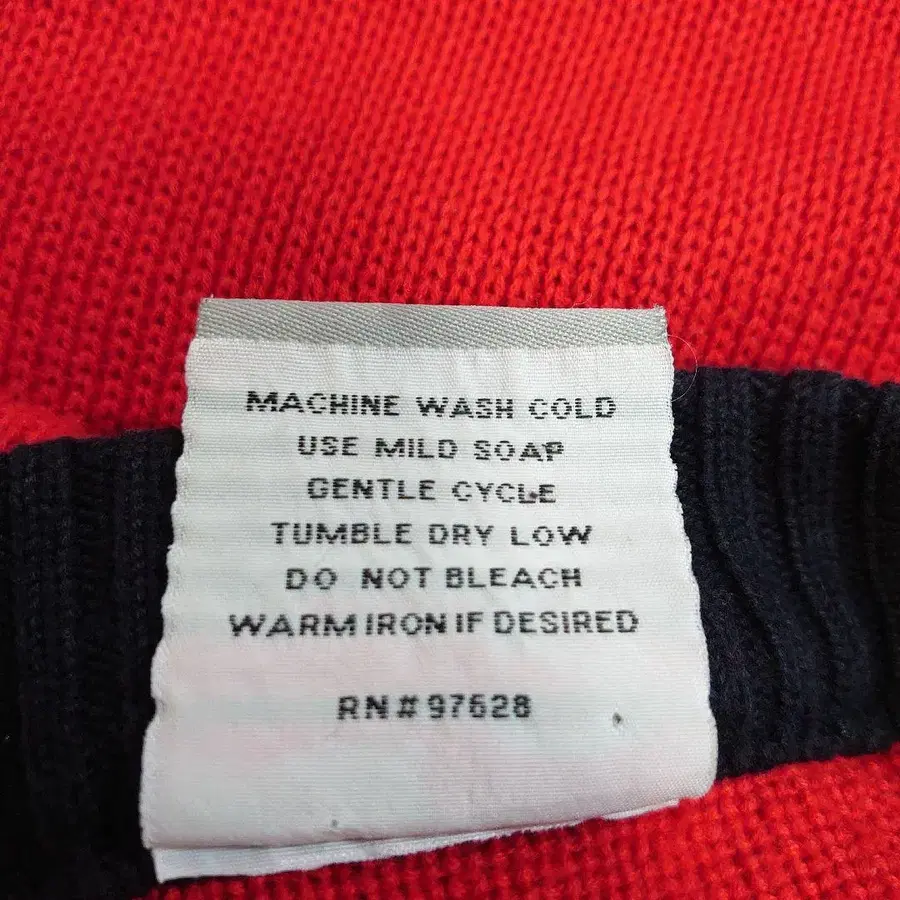 MACHINE WASH COLD
USE MILD SOAP
GENTLE CYCLE
TUMBLE DRY LOW
DO NOT BLEACH
WARM IRON IF DESIRED
RN # 97628